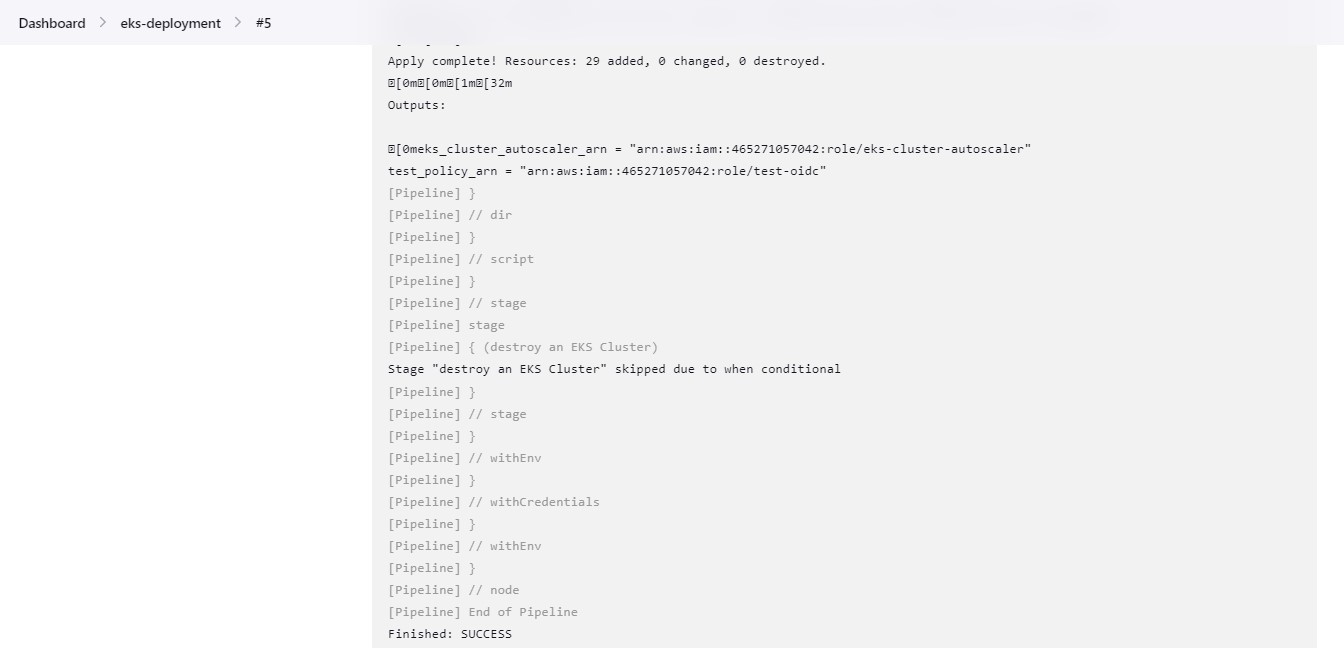 Dashboard > eks-deployment > #5
Apply complete! Resources: 29 added, 0 changed, 0 destroyed.
[0m[0m[1m[32m
Outputs:
[0meks_cluster_autoscaler_arn = "arn:aws:iam::465271057042:role/eks-cluster-autoscaler"
test_policy_arn = "arn:aws:iam::465271057042:role/test-oidc"
[Pipeline] }
[Pipeline] // dir
[Pipeline] }
[Pipeline] // script
[Pipeline] }
[Pipeline] // stage
[Pipeline] stage
[Pipeline] { (destroy an EKS Cluster)
Stage "destroy an EKS Cluster" skipped due to when conditional
[Pipeline] }
[Pipeline] // stage
[Pipeline] }
[Pipeline] // withEnv
[Pipeline] }
[Pipeline] // withCredentials
[Pipeline] }
[Pipeline] // withEnv
[Pipeline] }
[Pipeline] // node
[Pipeline] End of Pipeline
Finished: SUCCESS